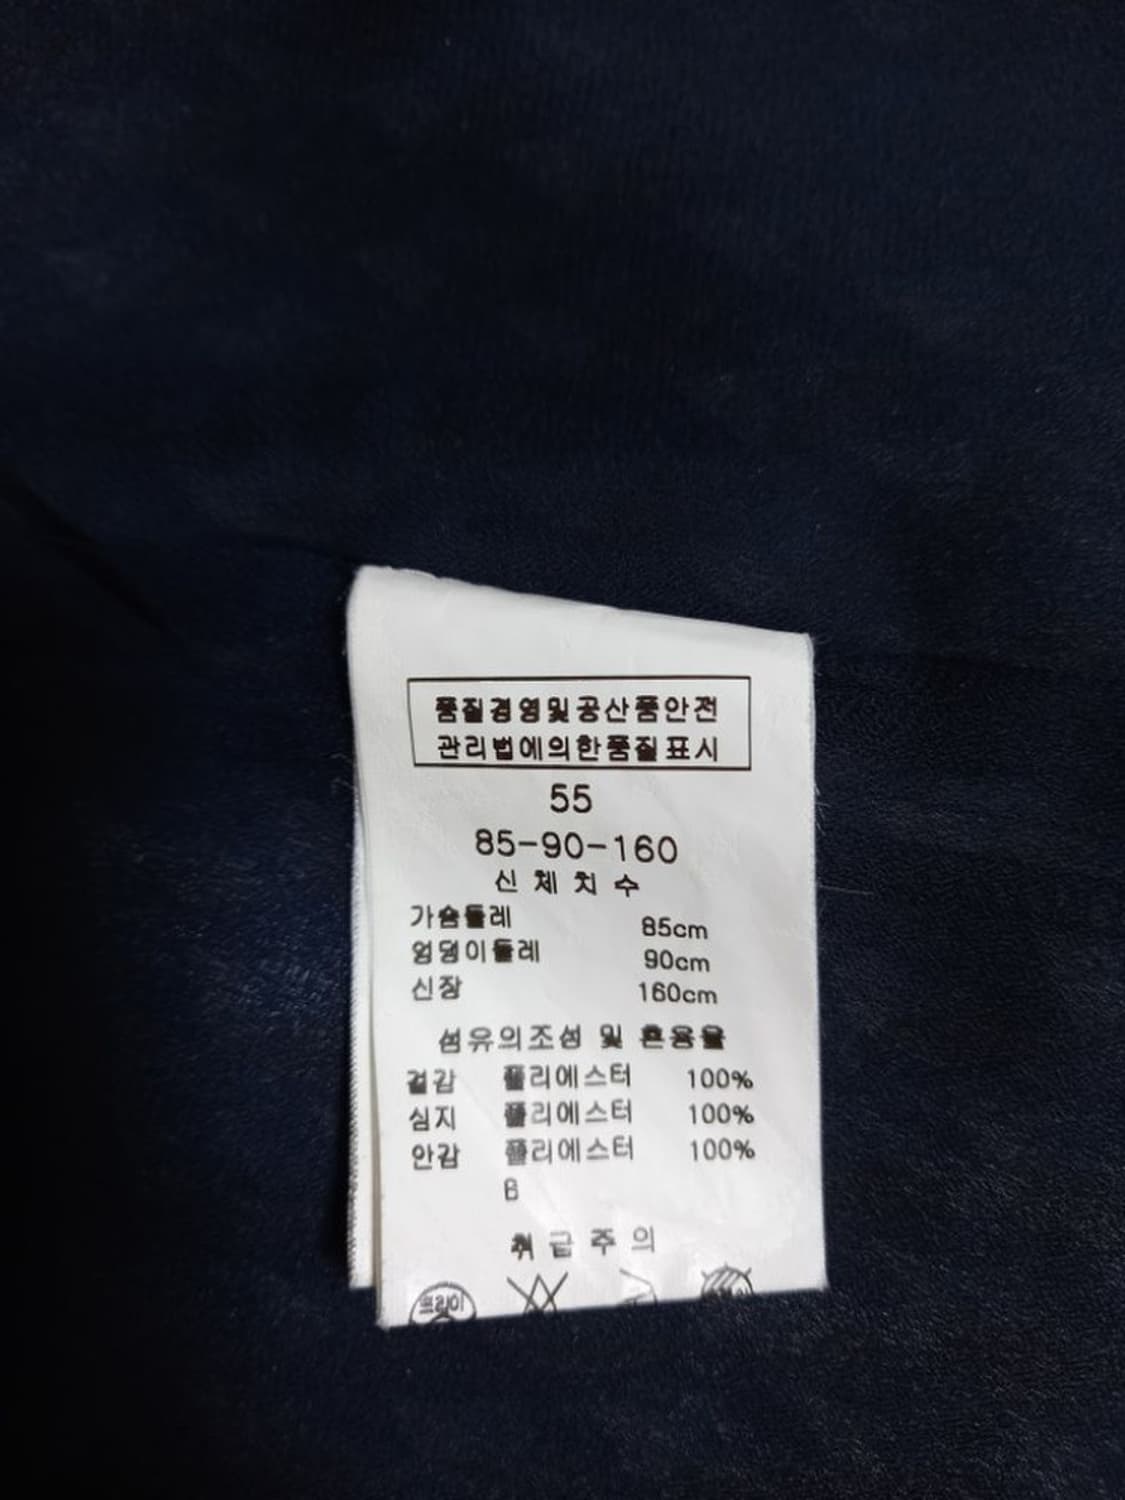 품질경영및공산품안전
관리법에의한품질표시
55
85-90-160
신체치수
가슴둘레 85cm
엉덩이둘레 90cm
신장 160cm
섬유의조성 및 혼용율
겉감 폴리에스터 100%
심지 폴리에스터 100%
안감 폴리에스터 100%
취급주의
드라이